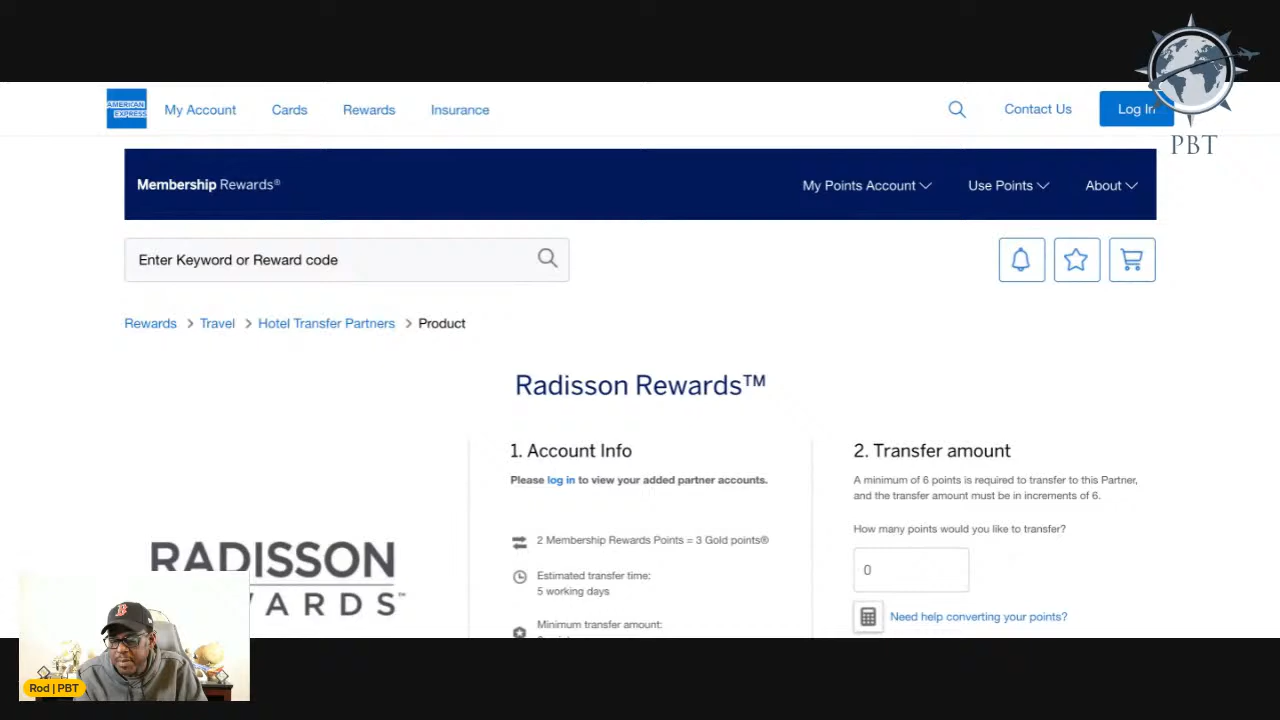 AMERICAN
EXPRESS
My Account
Cards
Rewards
Insurance
Contact Us
Log In
PBT
Membership Rewards®
My Points Account
Use Points
About
Enter Keyword or Reward code
Rewards > Travel > Hotel Transfer Partners > Product
Radisson Rewards™
1. Account Info
Please log in to view your added partner accounts.
2 Membership Rewards Points = 3 Gold points®
Estimated transfer time:
5 working days
Minimum transfer amount:
2. Transfer amount
A minimum of 6 points is required to transfer to this Partner,
and the transfer amount must be in increments of 6.
How many points would you like to transfer?
0
Need help converting your points?
RADISSON
WARDS™
B
Rod | PBT